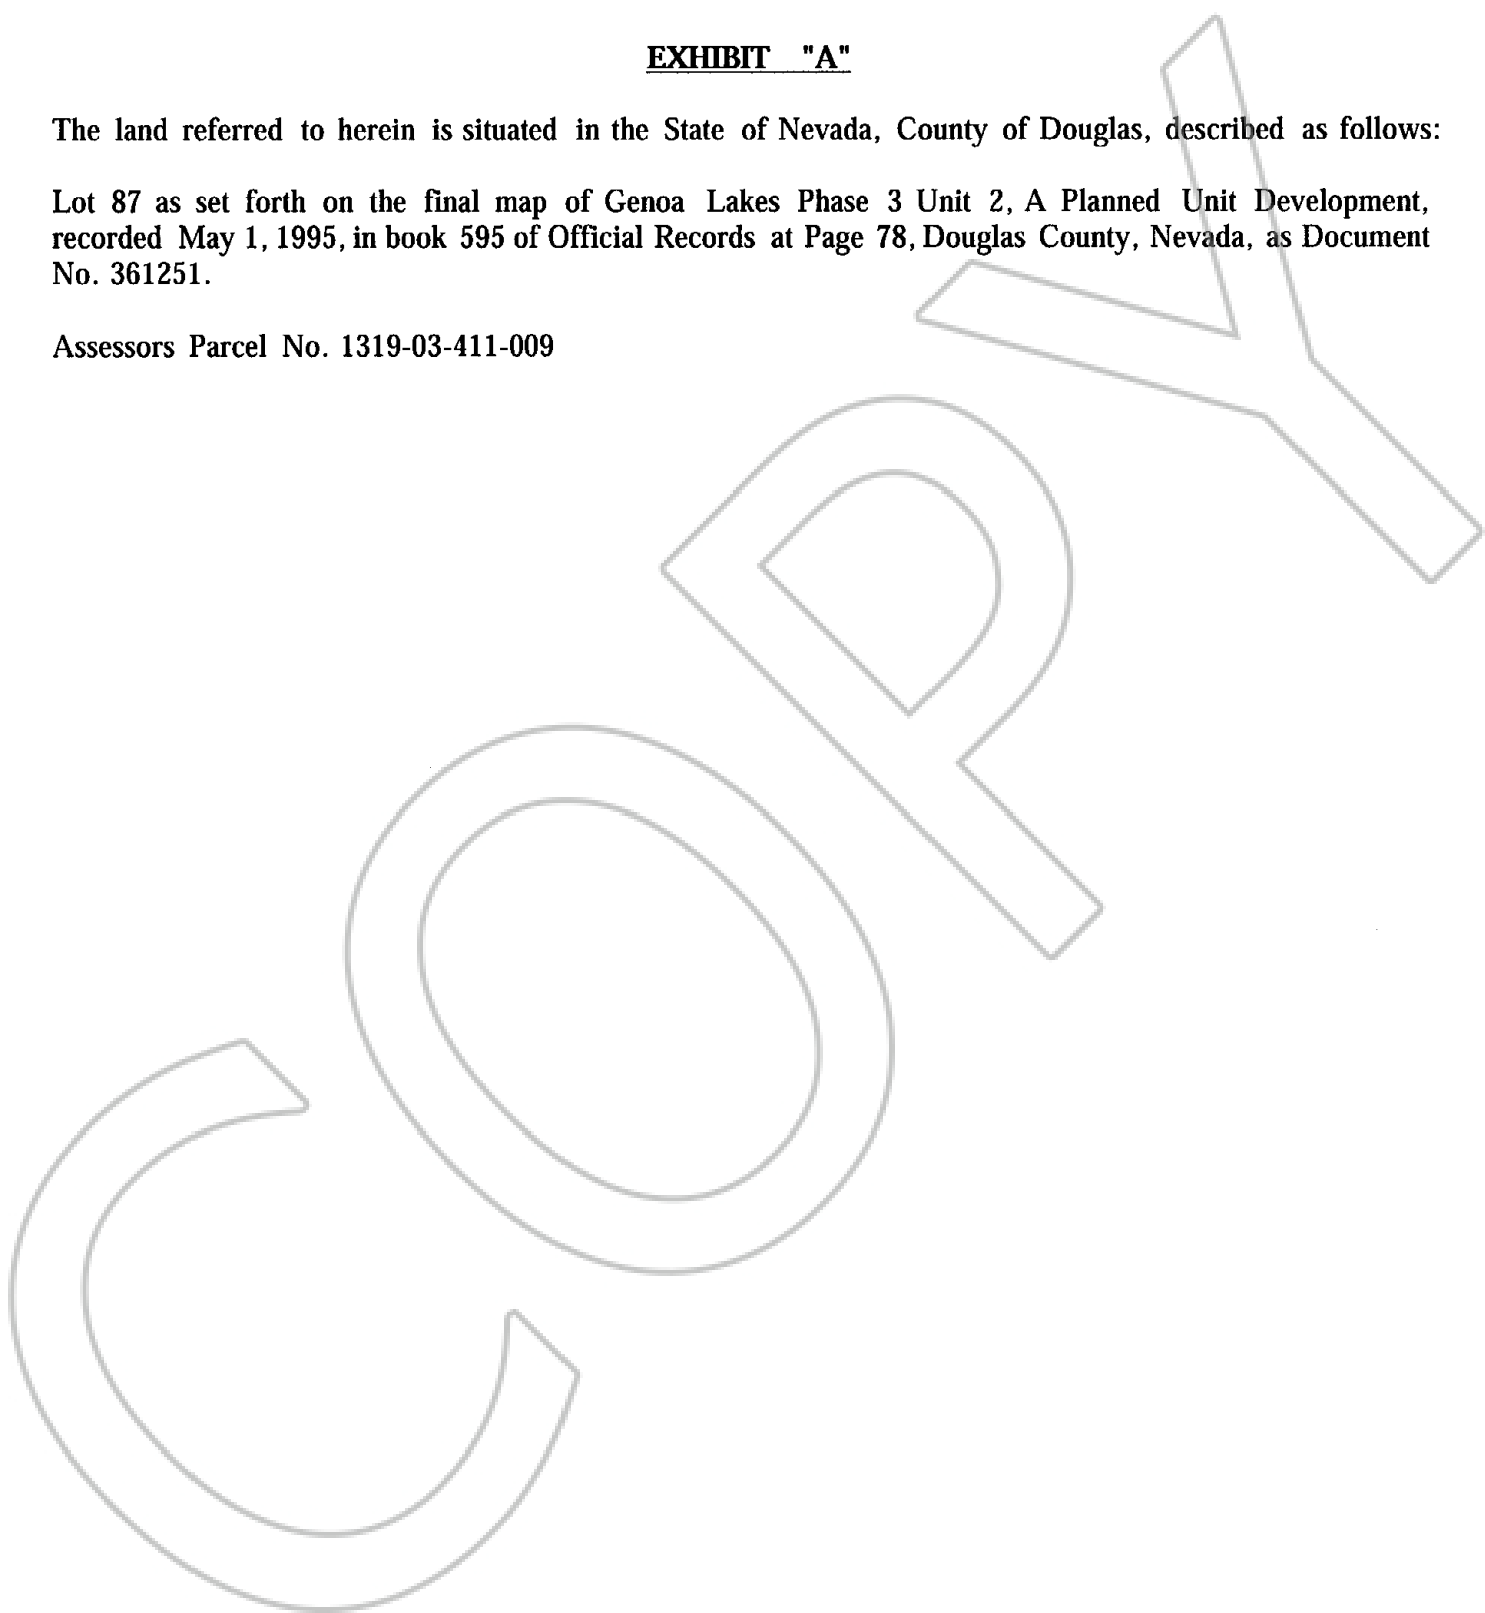 EXHIBIT "A"
The land referred to herein is situated in the State of Nevada, County of Douglas, described as follows:
Lot 87 as set forth on the final map of Genoa Lakes Phase 3 Unit 2, A Planned Unit Development,
recorded May 1, 1995, in book 595 of Official Records at Page 78, Douglas County, Nevada, as Document
No. 361251.
Assessors Parcel No. 1319-03-411-009
COPY